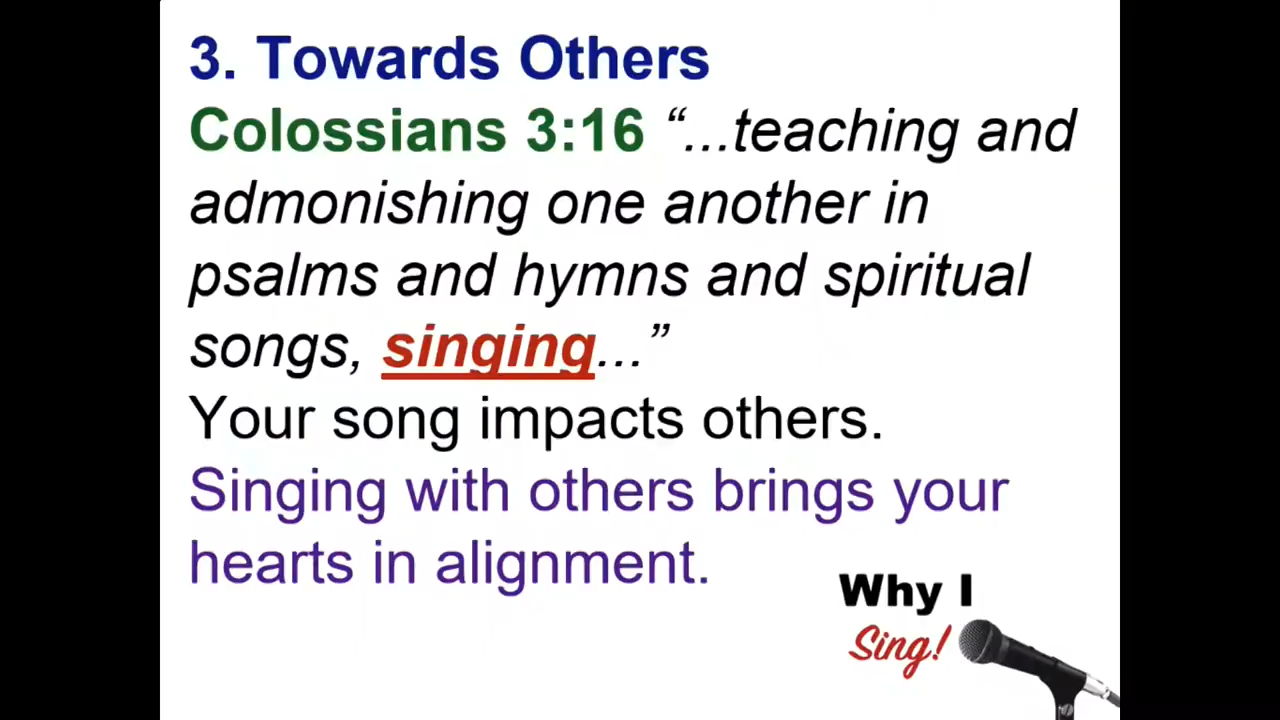 3. Towards Others
Colossians 3:16 “...teaching and
admonishing one another in
psalms and hymns and spiritual
songs, singing...”
Your song impacts others.
Singing with others brings your
hearts in alignment.
Why I
Sing!